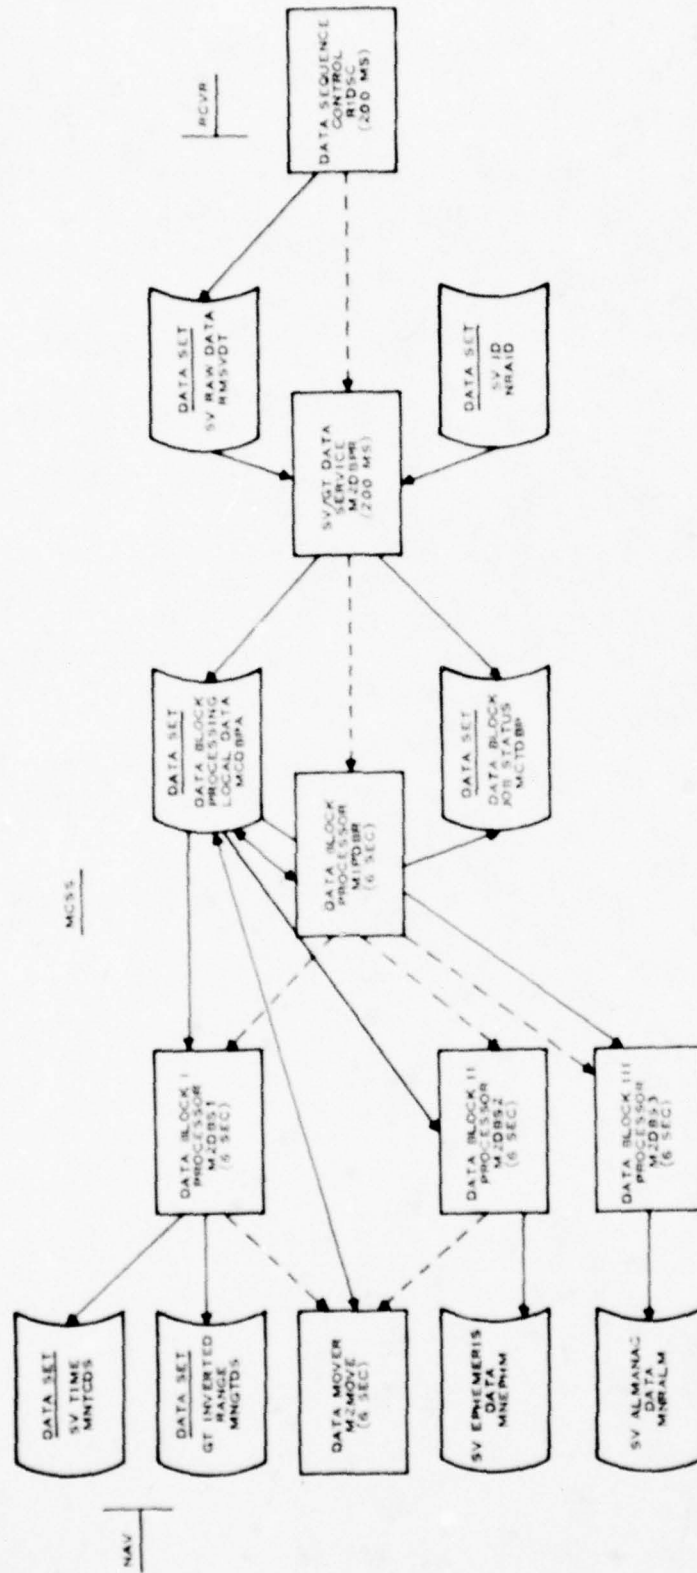 NAV
MCSS
RCVR
DATA SET
SV TIME
MNTCDS
DATA SET
GT INVERTED
RANGE
MNGTDS
DATA MOVER
M2MOVE
(6 SEC)
SV EPHEMERIS
DATA
MNEPHM
SV ALMANAC
DATA
MNRALM
DATA BLOCK I
PROCESSOR
M2DBS1
(6 SEC)
DATA BLOCK II
PROCESSOR
M2DBS2
(6 SEC)
DATA BLOCK III
PROCESSOR
M2DBS3
(6 SEC)
DATA SET
DATA BLOCK
PROCESSING
LOCAL DATA
MCDBPA
DATA BLOCK
PROCESSOR
M1PDBR
(6 SEC)
DATA SET
DATA BLOCK
JOB STATUS
MCTDBP
DATA SET
SV RAW DATA
RMSVDT
SV/GT DATA
SERVICE
M2DBPR
(200 MS)
DATA SET
SV ID
NRAID
DATA SEQUENCE
CONTROL
R1DSC
(200 MS)